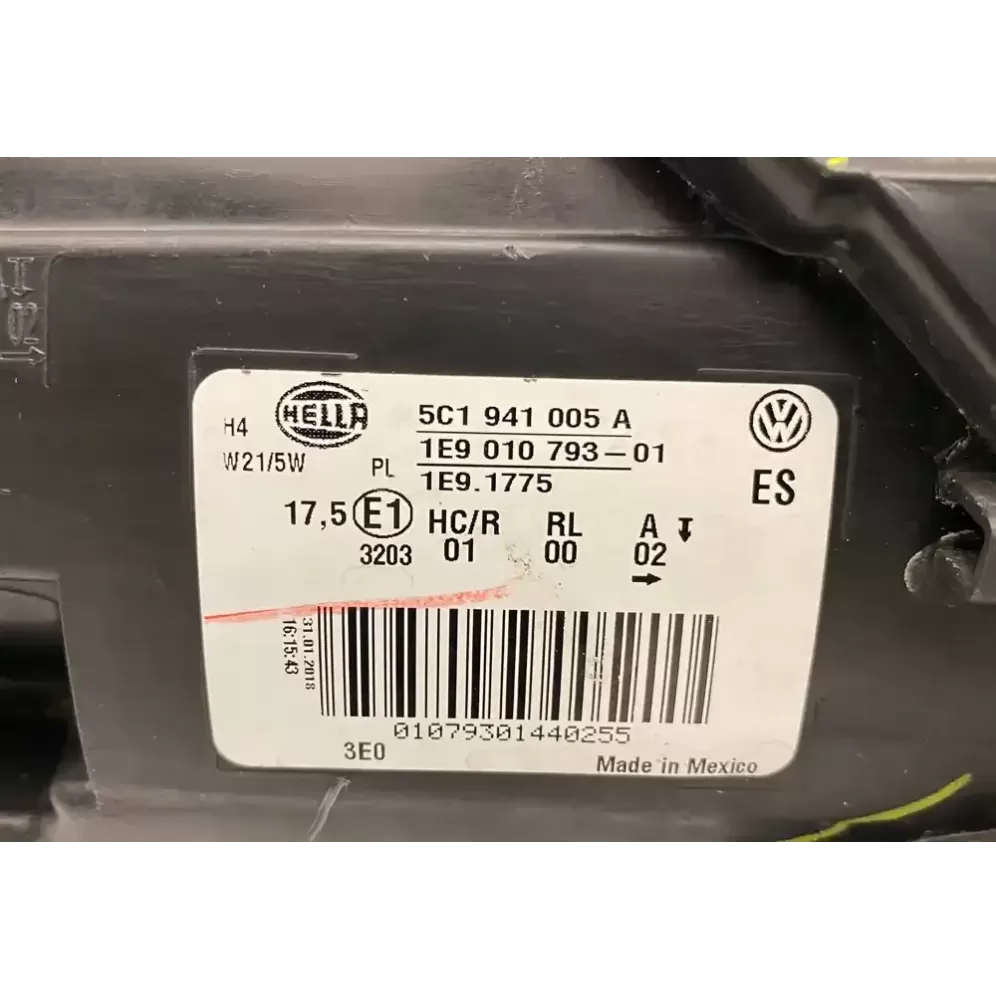 HELLA
5C1 941 005 A
H4
1E9 010 793-01
W21/5W
PL
1E9.1775
VW
ES
17,5 E1 HC/R RL A
3203 01 00 02
31.01.2018
16:15:43
01079301440255
3E0
Made in Mexico